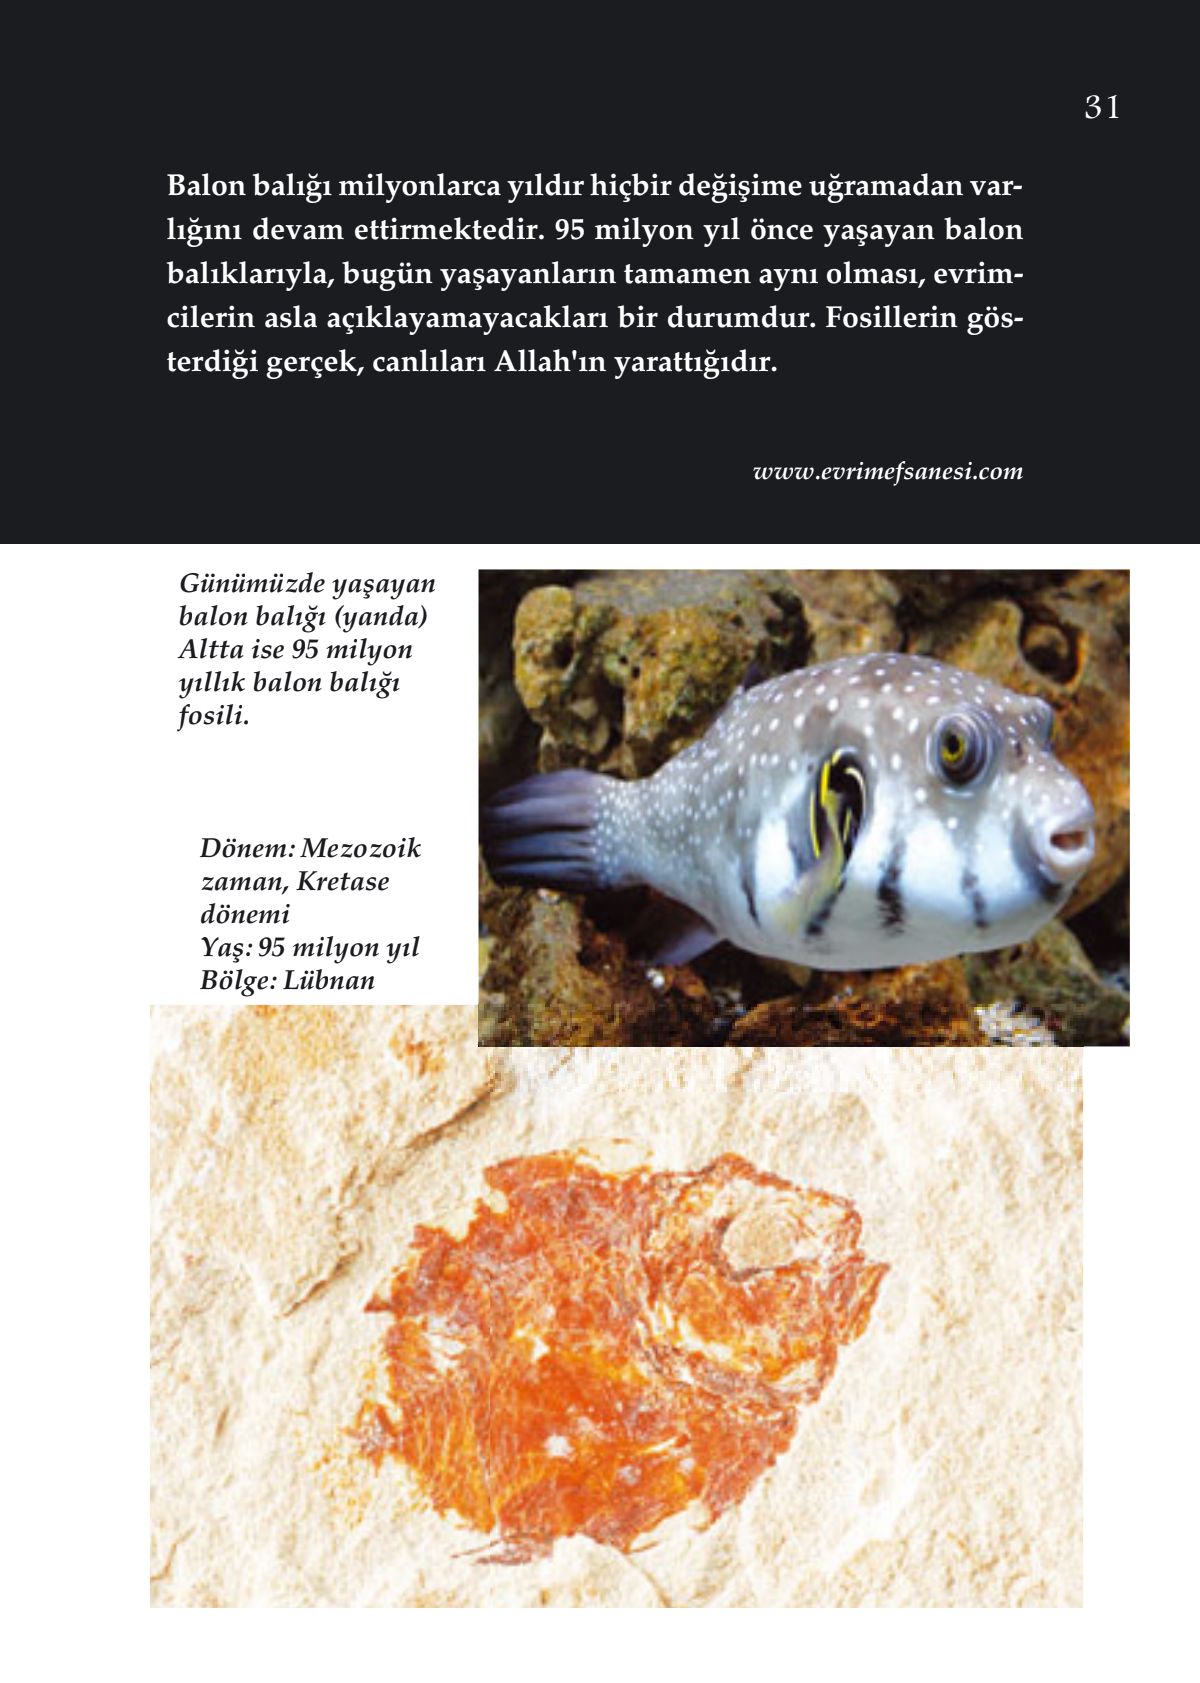 31
Balon balığı milyonlarca yıldır hiçbir değişime uğramadan var-
lığını devam ettirmektedir. 95 milyon yıl önce yaşayan balon
balıklarıyla, bugün yaşayanların tamamen aynı olması, evrim-
cilerin asla açıklayamayacakları bir durumdur. Fosillerin gös-
terdiği gerçek, canlıları Allah'ın yarattığıdır.
www.evrimefsanesi.com
Günümüzde yaşayan
balon balığı (yanda)
Altta ise 95 milyon
yıllık balon balığı
fosili.
Dönem: Mezozoik
zaman, Kretase
dönemi
Yaş: 95 milyon yıl
Bölge: Lübnan